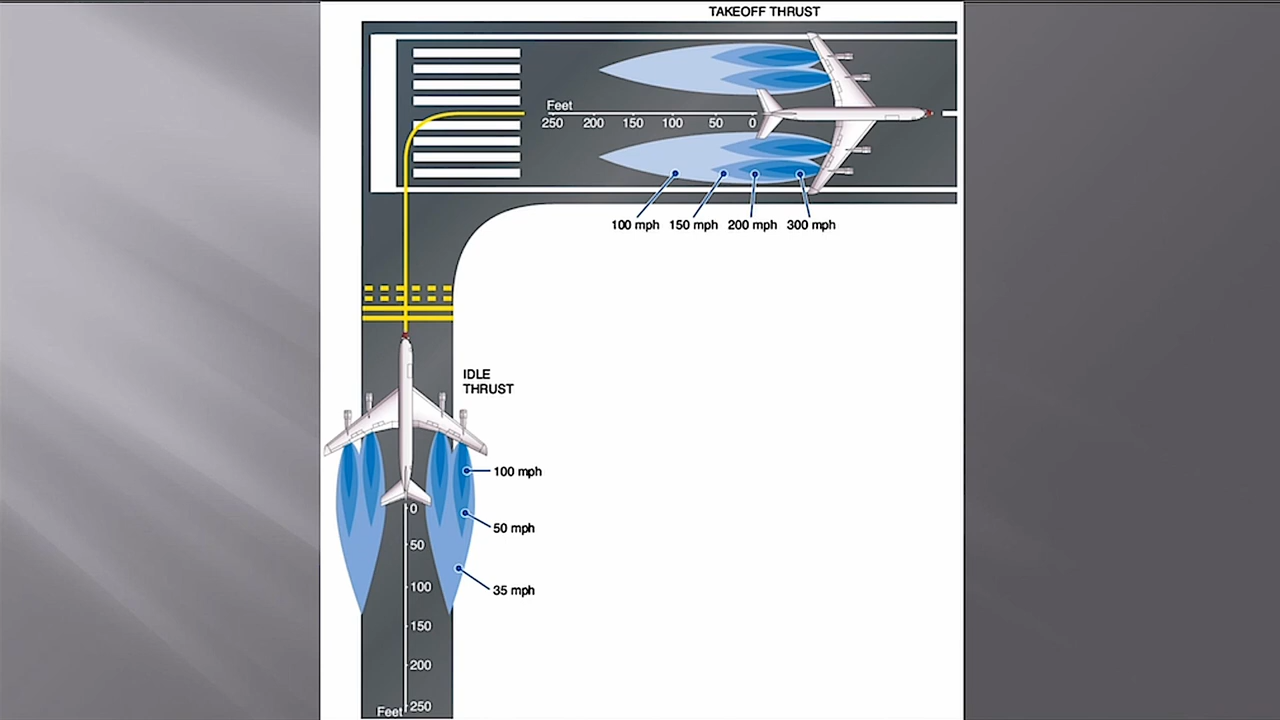 TAKEOFF THRUST
Feet
250 200 150 100 50 0
100 mph 150 mph 200 mph 300 mph
IDLE
THRUST
100 mph
0
50 mph
50
100
35 mph
150
200
250
Feet